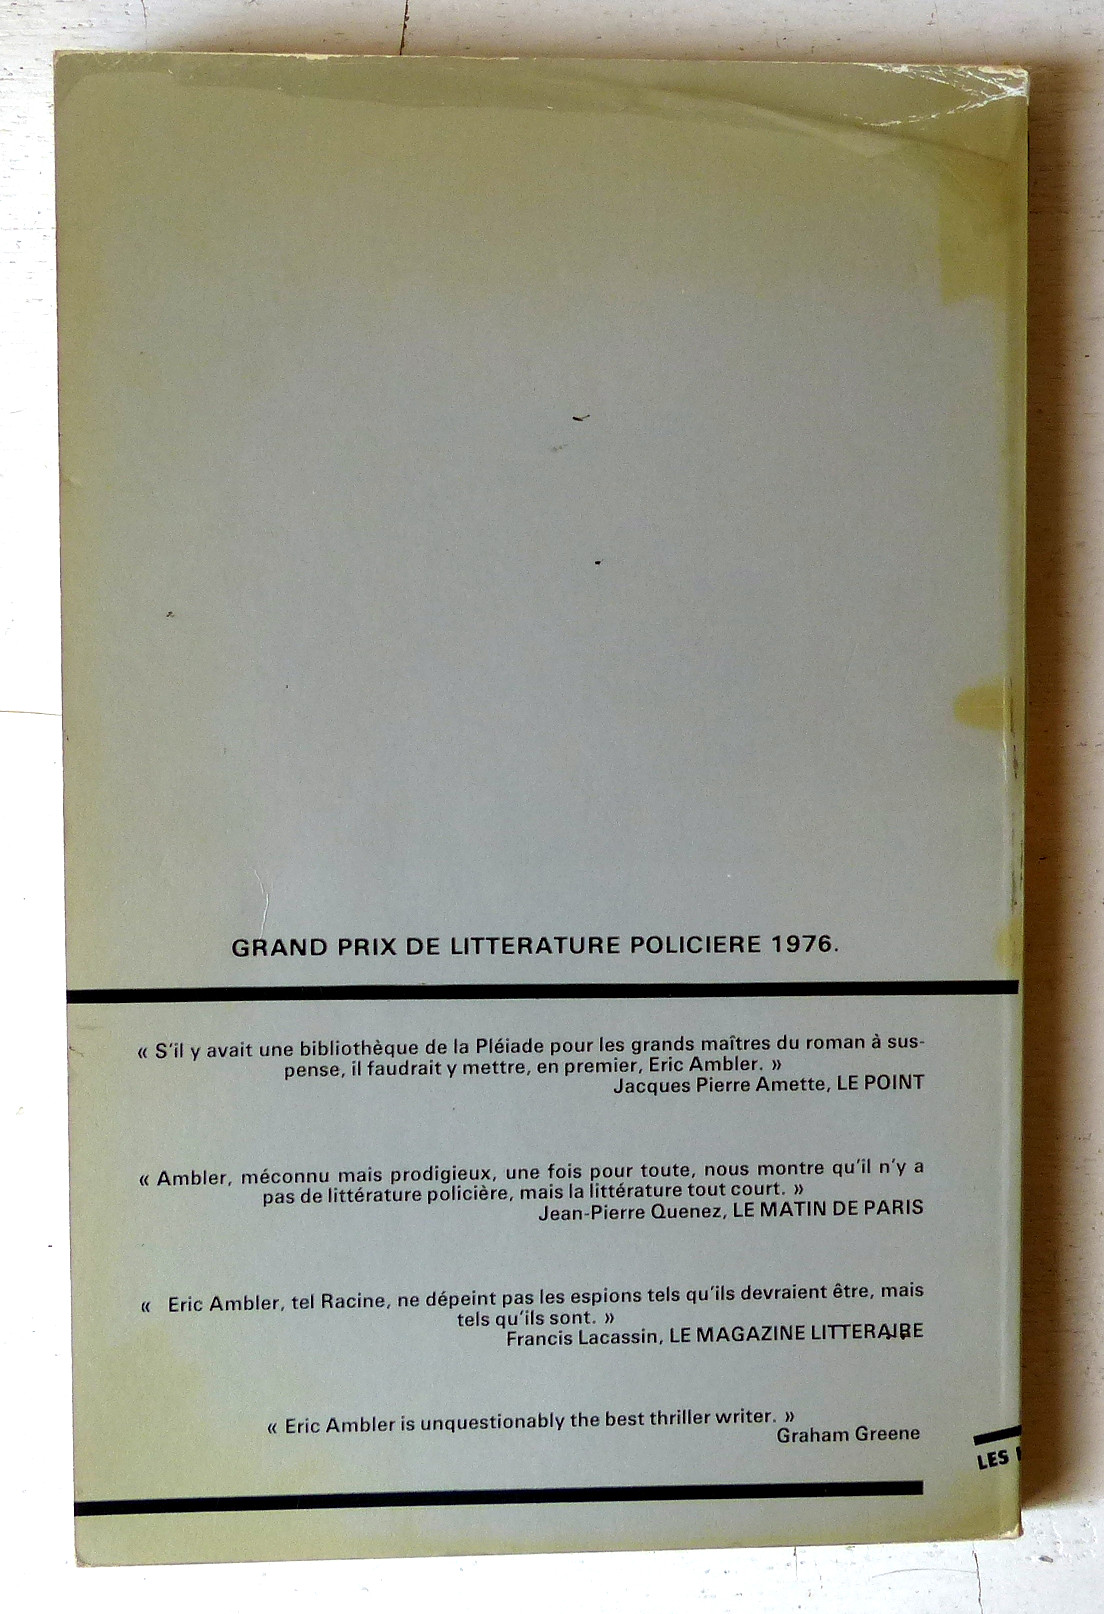 GRAND PRIX DE LITTERATURE POLICIERE 1976.
« S'il y avait une bibliothèque de la Pléiade pour les grands maîtres du roman à sus-
pense, il faudrait y mettre, en premier, Eric Ambler. »
Jacques Pierre Amette, LE POINT
« Ambler, méconnu mais prodigieux, une fois pour toute, nous montre qu'il n'y a
pas de littérature policière, mais la littérature tout court. »
Jean-Pierre Quenez, LE MATIN DE PARIS
« Eric Ambler, tel Racine, ne dépeint pas les espions tels qu'ils devraient être, mais
tels qu'ils sont. »
Francis Lacassin, LE MAGAZINE LITTERAIRE
« Eric Ambler is unquestionably the best thriller writer. »
Graham Greene
LES